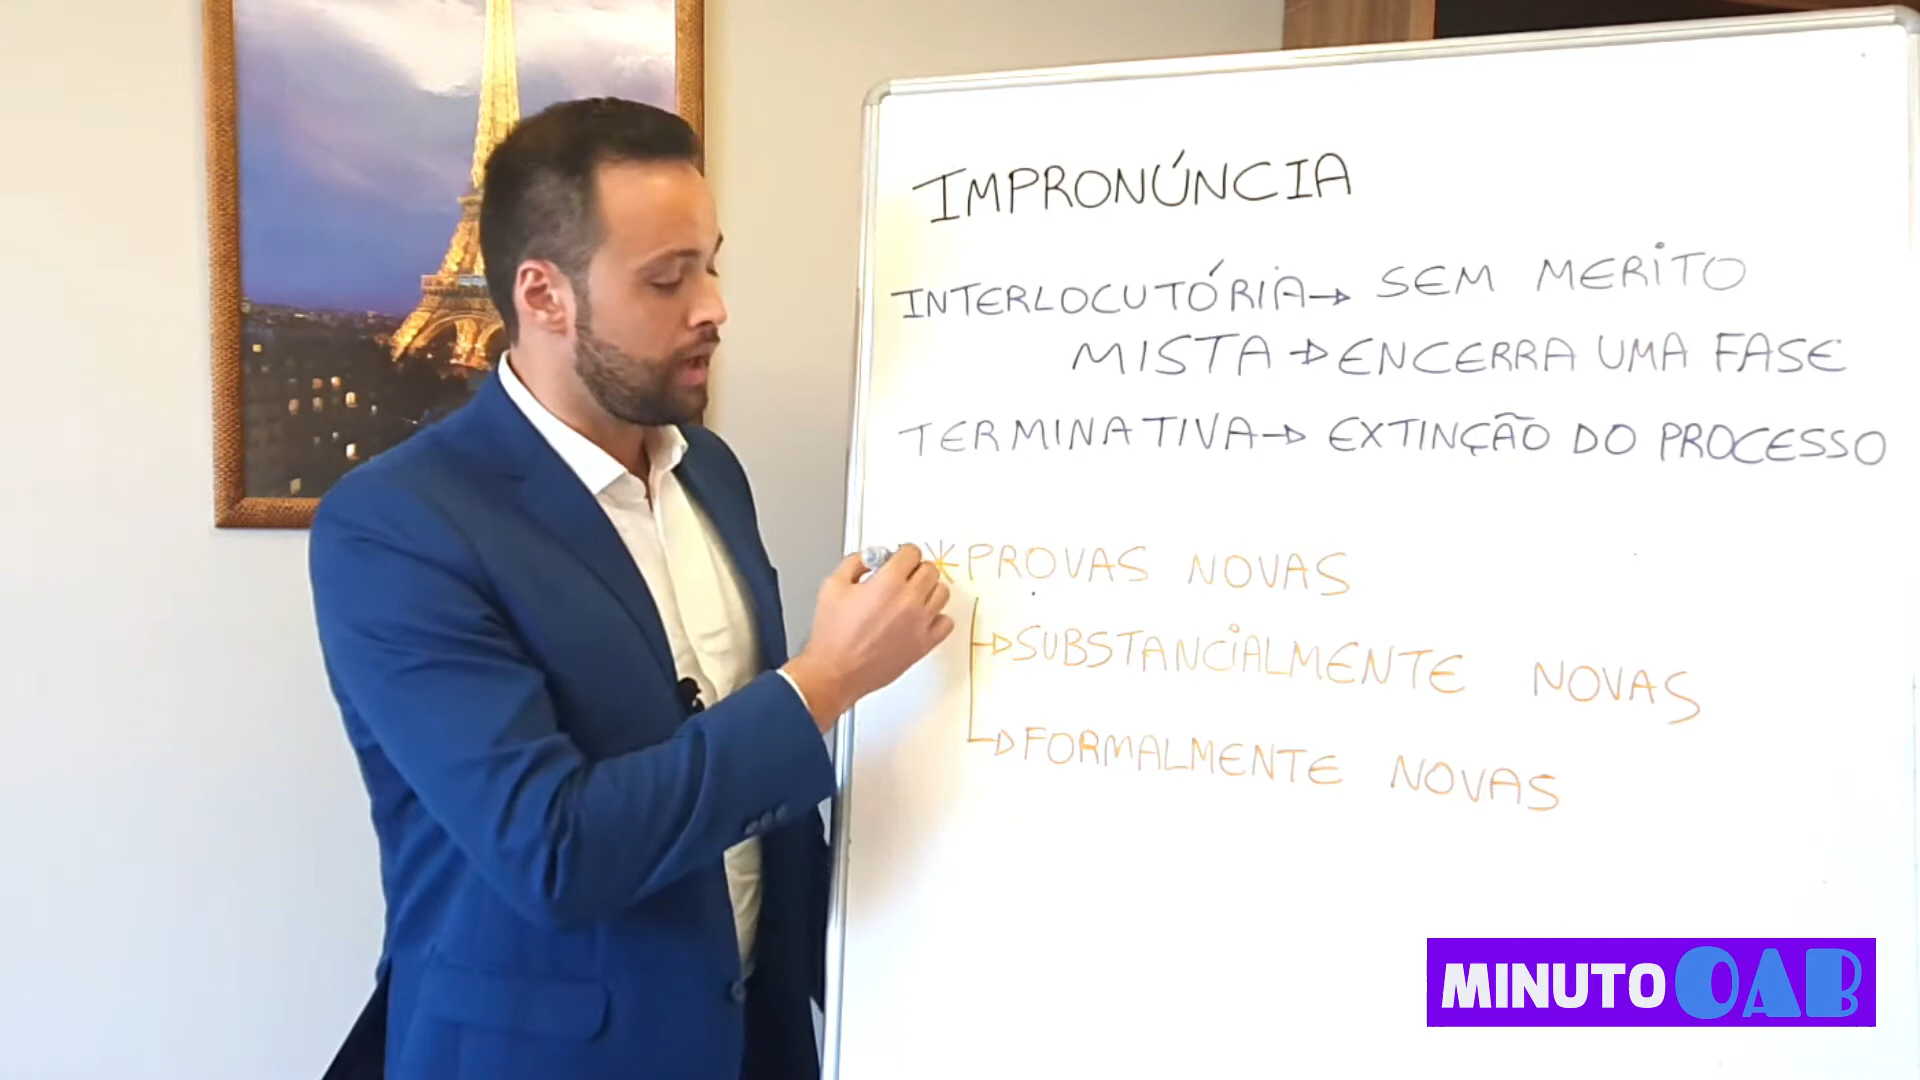 IMPRONÚNCIA
INTERLOCUTÓRIA → SEM MERITO
MISTA → ENCERRA UMA FASE
TERMINATIVA → EXTINÇÃO DO PROCESSO
* PROVAS NOVAS
→ SUBSTANCIALMENTE NOVAS
→ FORMALMENTE NOVAS
MINUTO OAB